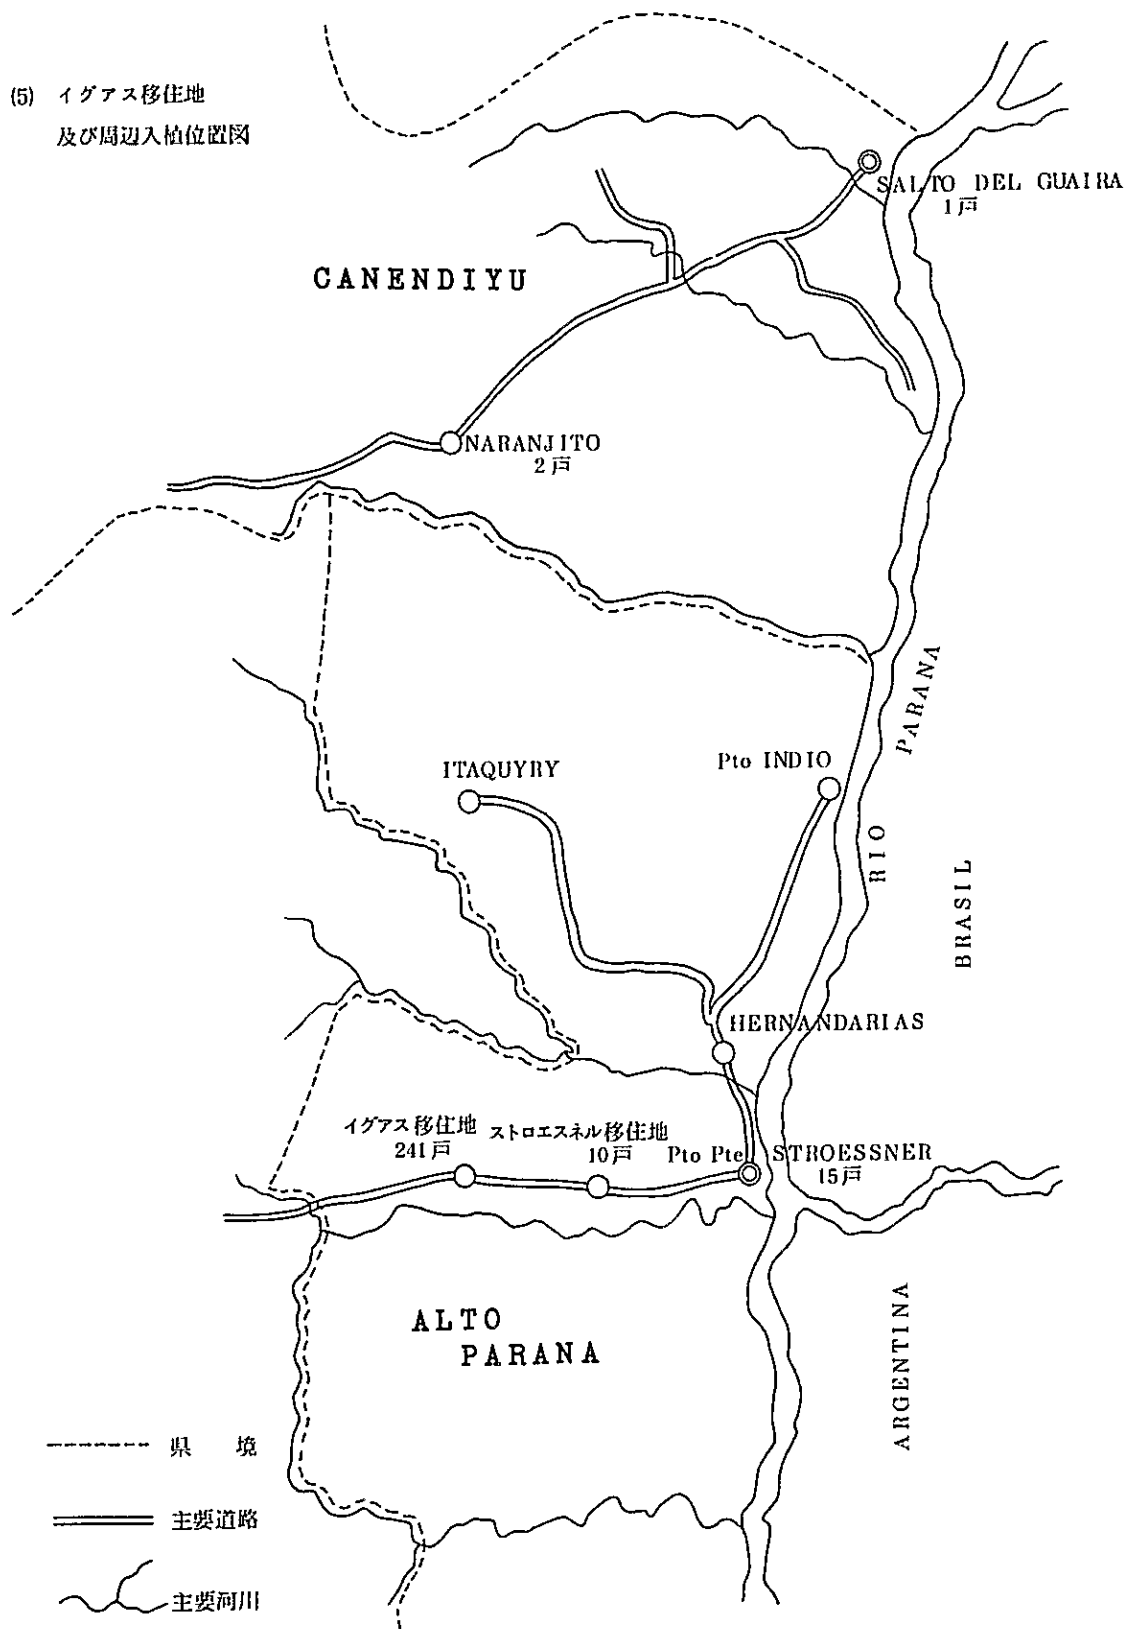 (5) イグアス移住地
及び周辺入植位置図
SALTO DEL GUAIRA
1戸
CANENDIYU
NARANJITO
2戸
RIO PARANA
ITAQUYRY
Pto INDIO
BRASIL
HERNANDARIAS
イグアス移住地
241戸
ストロエスネル移住地
10戸
Pto Pte STROESSNER
15戸
ALTO
PARANA
ARGENTINA
県 境
主要道路
主要河川